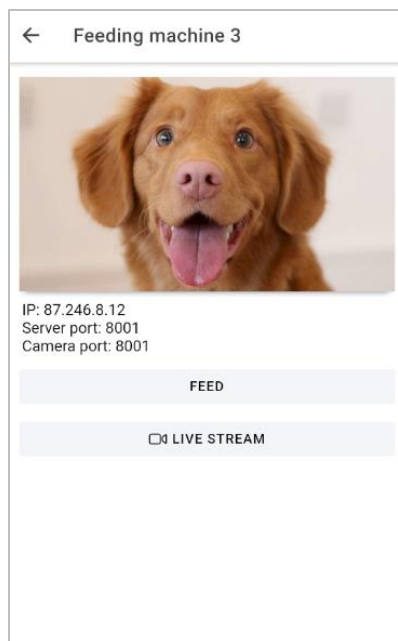 Feeding machine 3
IP: 87.246.8.12
Server port: 8001
Camera port: 8001
FEED
LIVE STREAM